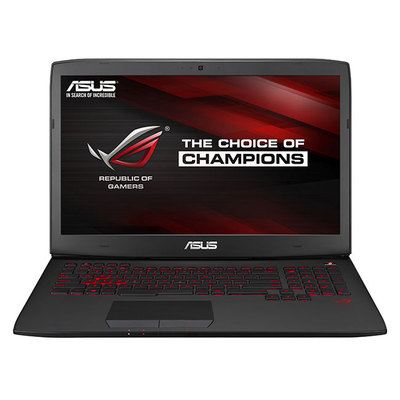 ASUS
IN SEARCH OF INCREDIBLE
THE CHOICE OF
CHAMPIONS
REPUBLIC OF
GAMERS
ASUS